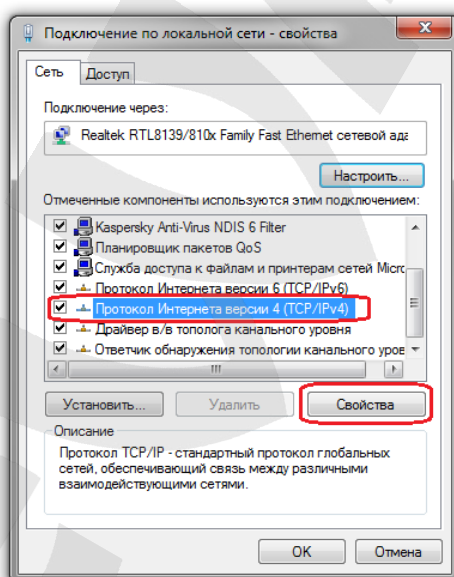 Подключение по локальной сети - свойства
Сеть Доступ
Подключение через:
Realtek RTL8139/810x Family Fast Ethernet сетевой ада
Настроить...
Отмеченные компоненты используются этим подключением:
Kaspersky Anti-Virus NDIS 6 Filter
Планировщик пакетов QoS
Служба доступа к файлам и принтерам сетей Micro
Протокол Интернета версии 6 (TCP/IPv6)
Протокол Интернета версии 4 (TCP/IPv4)
Драйвер в/в тополога канального уровня
Ответчик обнаружения топологии канального уров
Установить... Удалить Свойства
Описание
Протокол TCP/IP - стандартный протокол глобальных
сетей, обеспечивающий связь между различными
взаимодействующими сетями.
OK Отмена